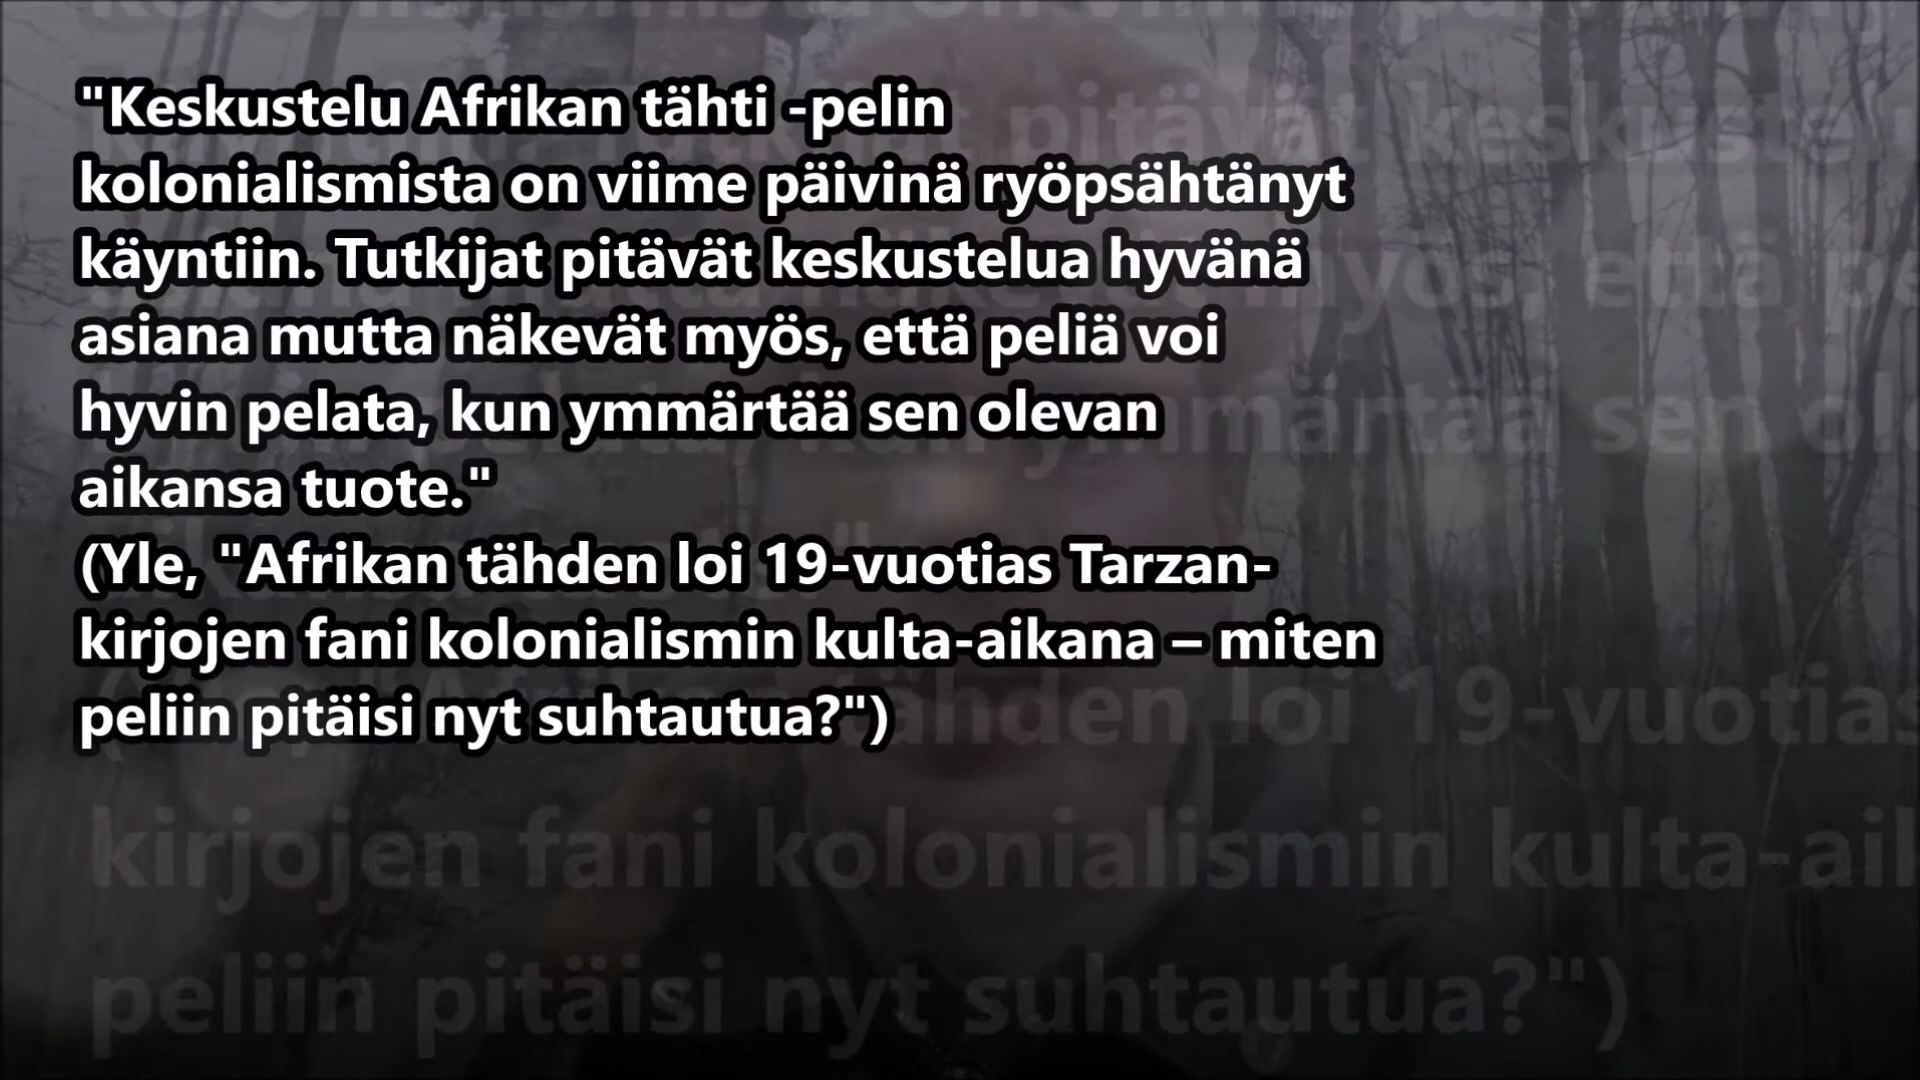 "Keskustelu Afrikan tähti -pelin
kolonialismista on viime päivinä ryöpsähtänyt
käyntiin. Tutkijat pitävät keskustelua hyvänä
asiana mutta näkevät myös, että peliä voi
hyvin pelata, kun ymmärtää sen olevan
aikansa tuote."
(Yle, "Afrikan tähden loi 19-vuotias Tarzan-
kirjojen fani kolonialismin kulta-aikana – miten
peliin pitäisi nyt suhtautua?")